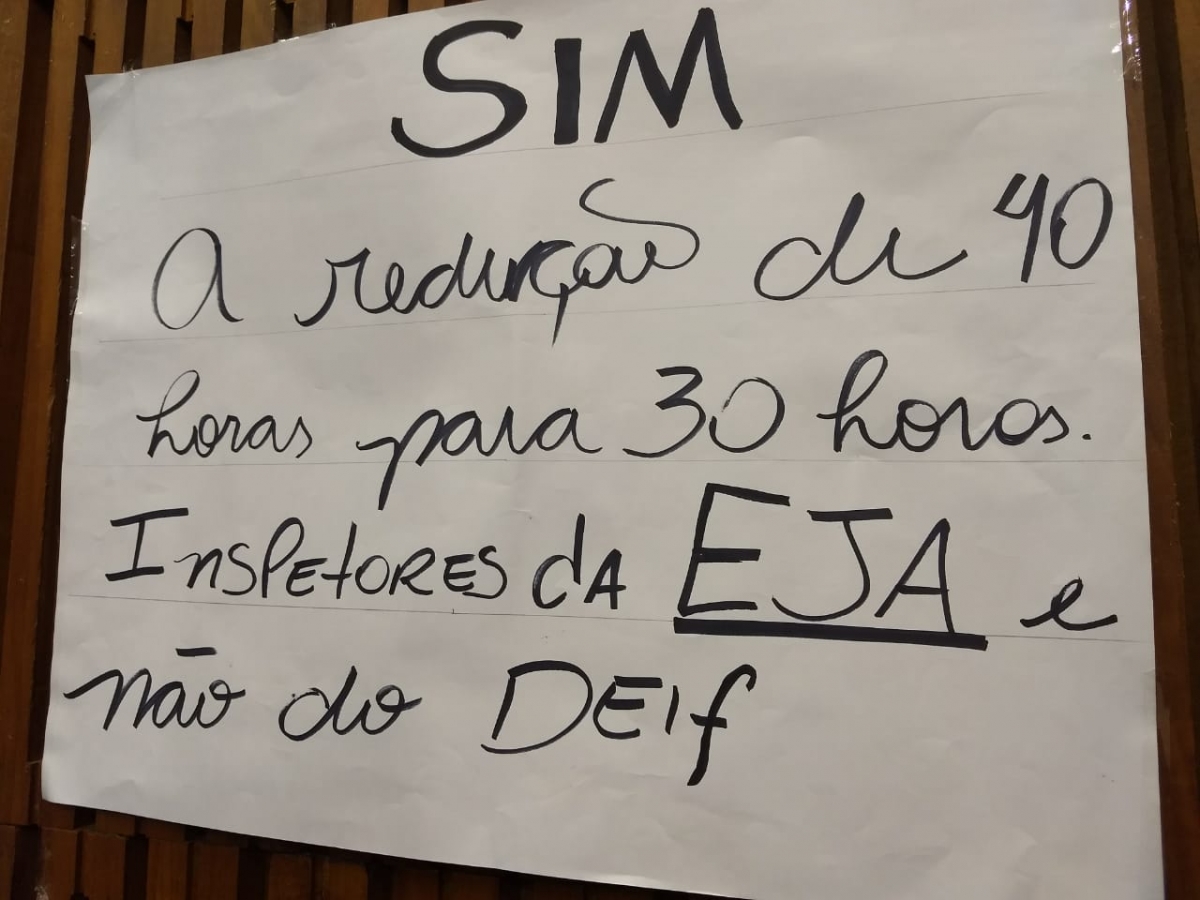 SIM
A redução de 40
horas para 30 horas.
InsPetORES dA EJA e
não do DEIf